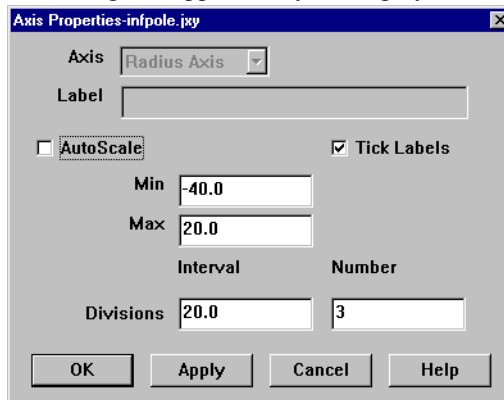 Axis Properties-infpole.jxy
Axis Radius Axis
Label
AutoScale Tick Labels
Min -40.0
Max 20.0
Interval Number
Divisions 20.0 3
OK Apply Cancel Help